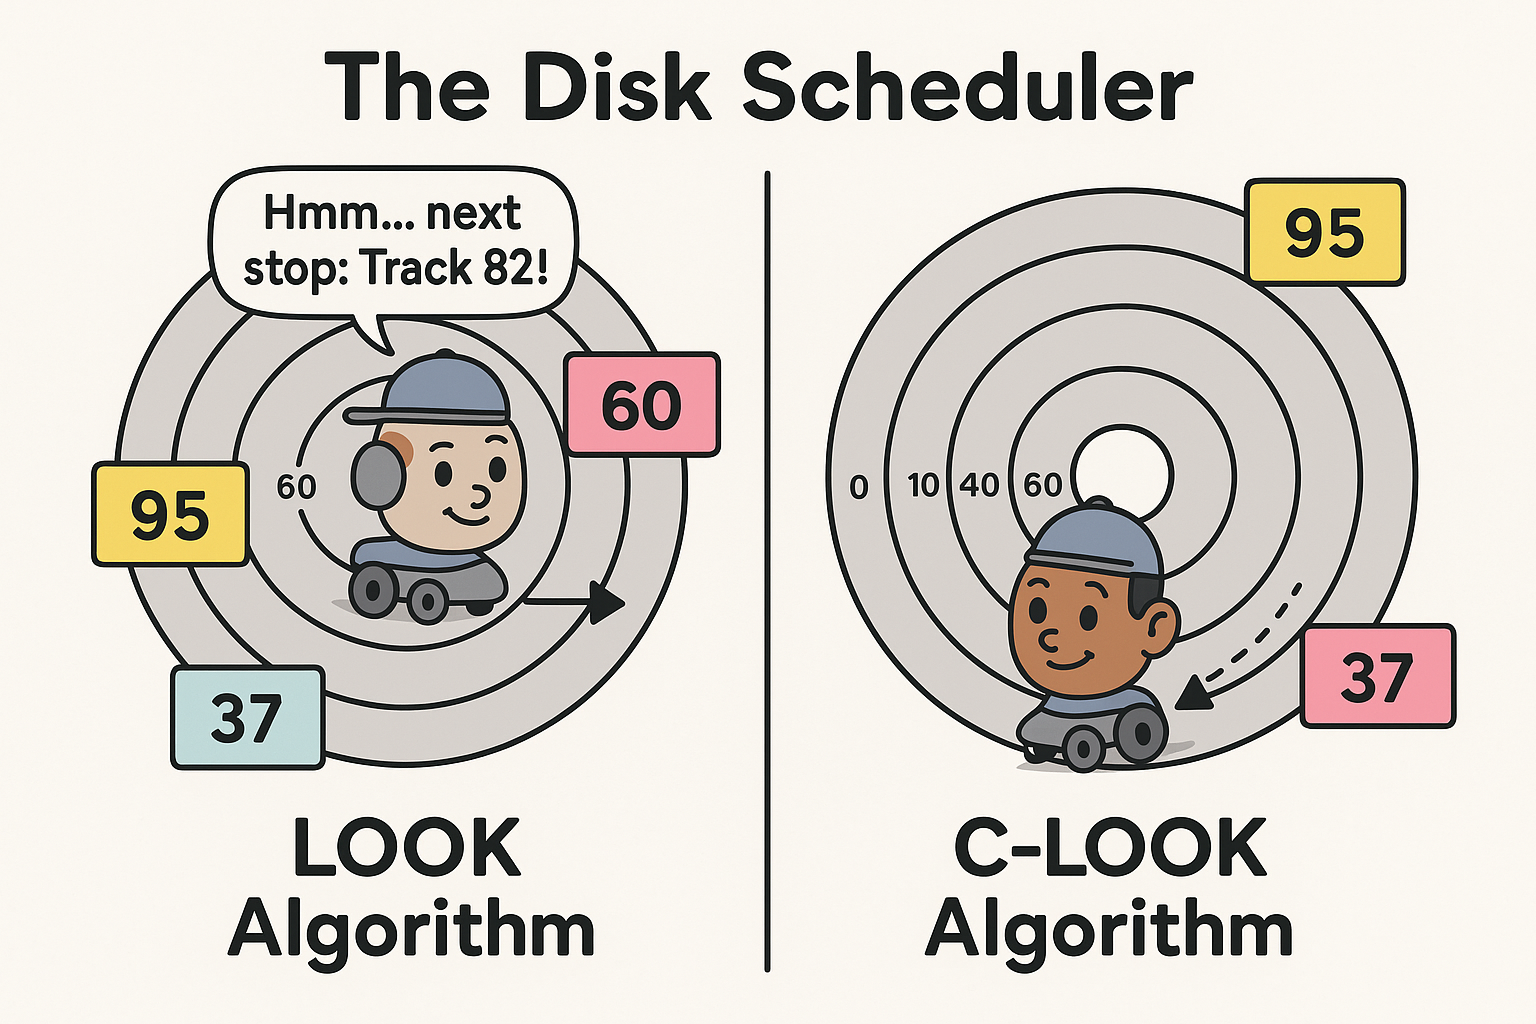 The Disk Scheduler
Hmm... next
stop: Track 82!
60
60
95
37
LOOK
Algorithm
95
0 10 40 60
37
C-LOOK
Algorithm